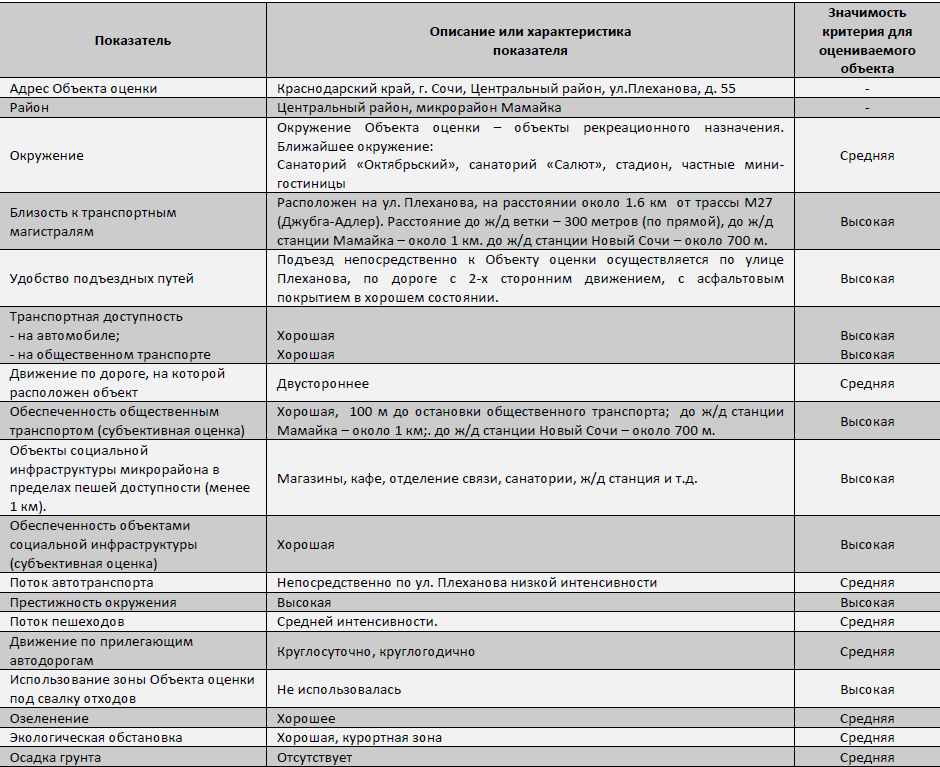 Показатель
Описание или характеристика
показателя
Значимость
критерия для
оцениваемого
объекта
Адрес Объекта оценки
Краснодарский край, г. Сочи, Центральный район, ул.Плеханова, д. 55
-
Район
Центральный район, микрорайон Мамайка
-
Окружение
Окружение Объекта оценки – объекты рекреационного назначения.
Ближайшее окружение:
Санаторий «Октябрьский», санаторий «Салют», стадион, частные мини-
гостиницы
Средняя
Близость к транспортным
магистралям
Расположен на ул. Плеханова, на расстоянии около 1.6 км от трассы М27
(Джубга-Адлер). Расстояние до ж/д ветки – 300 метров (по прямой), до ж/д
станции Мамайка – около 1 км. до ж/д станции Новый Сочи – около 700 м.
Высокая
Удобство подъездных путей
Подъезд непосредственно к Объекту оценки осуществляется по улице
Плеханова, по дороге с 2-х сторонним движением, с асфальтовым
покрытием в хорошем состоянии.
Высокая
Транспортная доступность
- на автомобиле;
- на общественном транспорте
Хорошая
Хорошая
Высокая
Высокая
Движение по дороге, на которой
расположен объект
Двустороннее
Средняя
Обеспеченность общественным
транспортом (субъективная оценка)
Хорошая, 100 м до остановки общественного транспорта; до ж/д станции
Мамайка – около 1 км;. до ж/д станции Новый Сочи – около 700 м.
Высокая
Объекты социальной
инфраструктуры микрорайона в
пределах пешей доступности (менее
1 км).
Магазины, кафе, отделение связи, санатории, ж/д станция и т.д.
Высокая
Обеспеченность объектами
социальной инфраструктуры
(субъективная оценка)
Хорошая
Высокая
Поток автотранспорта
Непосредственно по ул. Плеханова низкой интенсивности
Средняя
Престижность окружения
Высокая
Высокая
Поток пешеходов
Средней интенсивности.
Средняя
Движение по прилегающим
автодорогам
Круглосуточно, круглогодично
Средняя
Использование зоны Объекта оценки
под свалку отходов
Не использовалась
Высокая
Озеленение
Хорошее
Средняя
Экологическая обстановка
Хорошая, курортная зона
Средняя
Осадка грунта
Отсутствует
Средняя